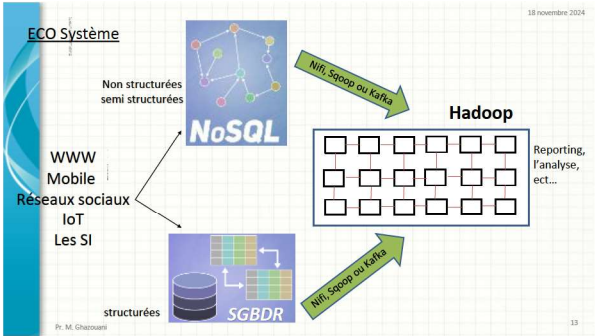 18 novembre 2024
ECO Système
Non structurées
semi structurées
NoSQL
Nifi, Sqoop ou Kafka
Hadoop
WWW
Mobile
Réseaux sociaux
IoT
Les SI
Reporting,
l'analyse,
ect...
structurées
SGBDR
Nifi, Sqoop ou Kafka
Pr. M. Ghazouani
13